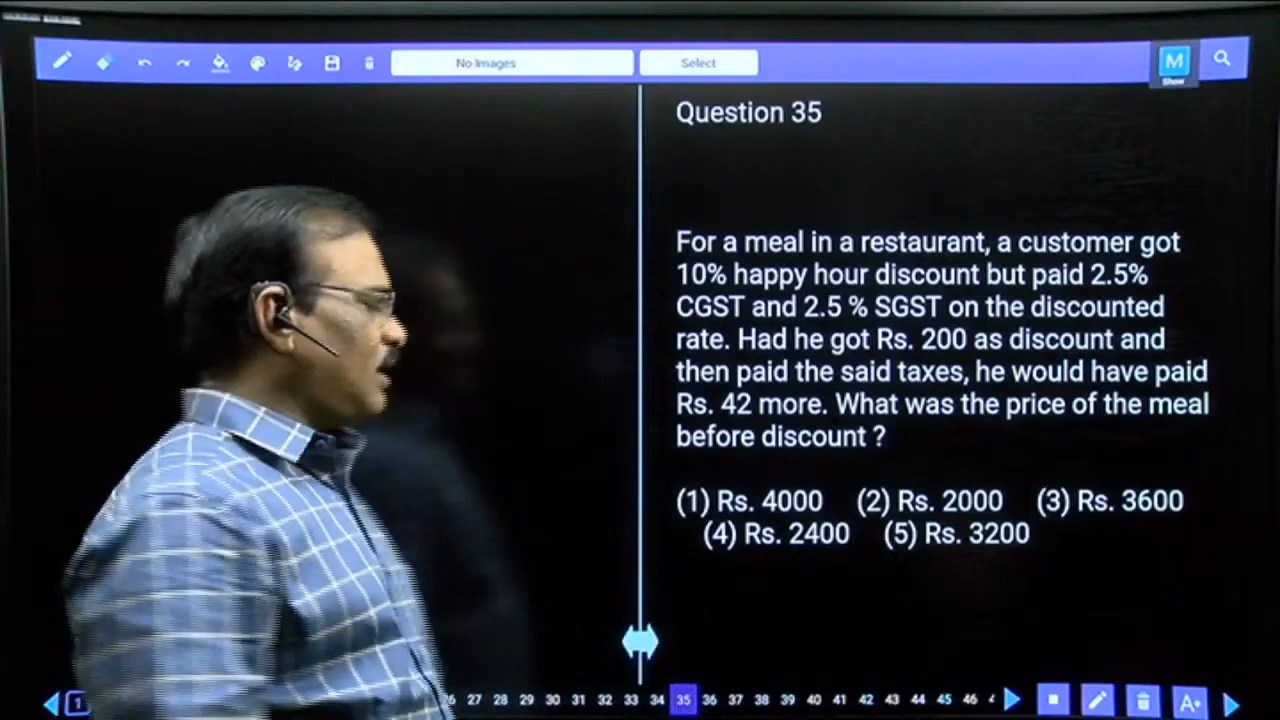 No Images
Select
M
Show
Question 35
For a meal in a restaurant, a customer got
10% happy hour discount but paid 2.5%
CGST and 2.5 % SGST on the discounted
rate. Had he got Rs. 200 as discount and
then paid the said taxes, he would have paid
Rs. 42 more. What was the price of the meal
before discount ?
(1) Rs. 4000 (2) Rs. 2000 (3) Rs. 3600
(4) Rs. 2400 (5) Rs. 3200
1 27 28 29 30 31 32 33 34 35 36 37 38 39 40 41 42 43 44 45 46 A+